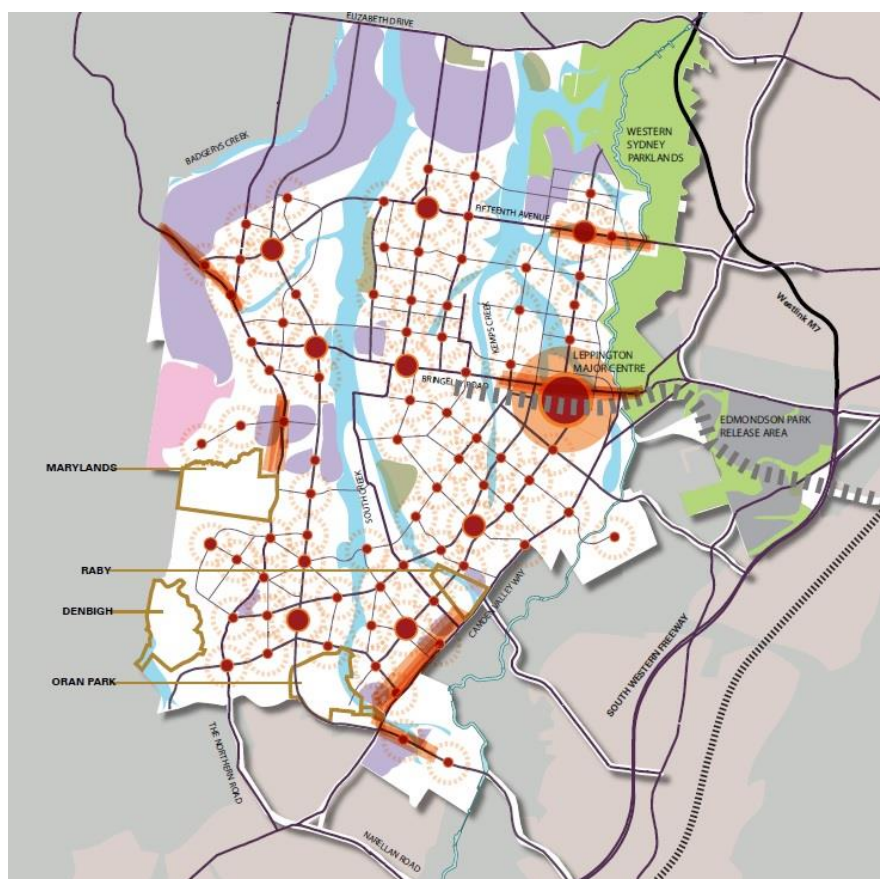 ELIZABETH DRIVE
BADGERYS CREEK
WESTERN
SYDNEY
PARKLANDS
FIFTEENTH AVENUE
Westlink M7
KEMPS CREEK
LEPPINGTON
MAJOR CENTRE
BRINGELLY ROAD
EDMONDSON PARK
RELEASE AREA
MARYLANDS
SOUTH CREEK
RABY
DENBIGH
CAMDEN VALLEY WAY
SOUTH WESTERN FREEWAY
ORAN PARK
THE NORTHERN ROAD
NARELLAN ROAD